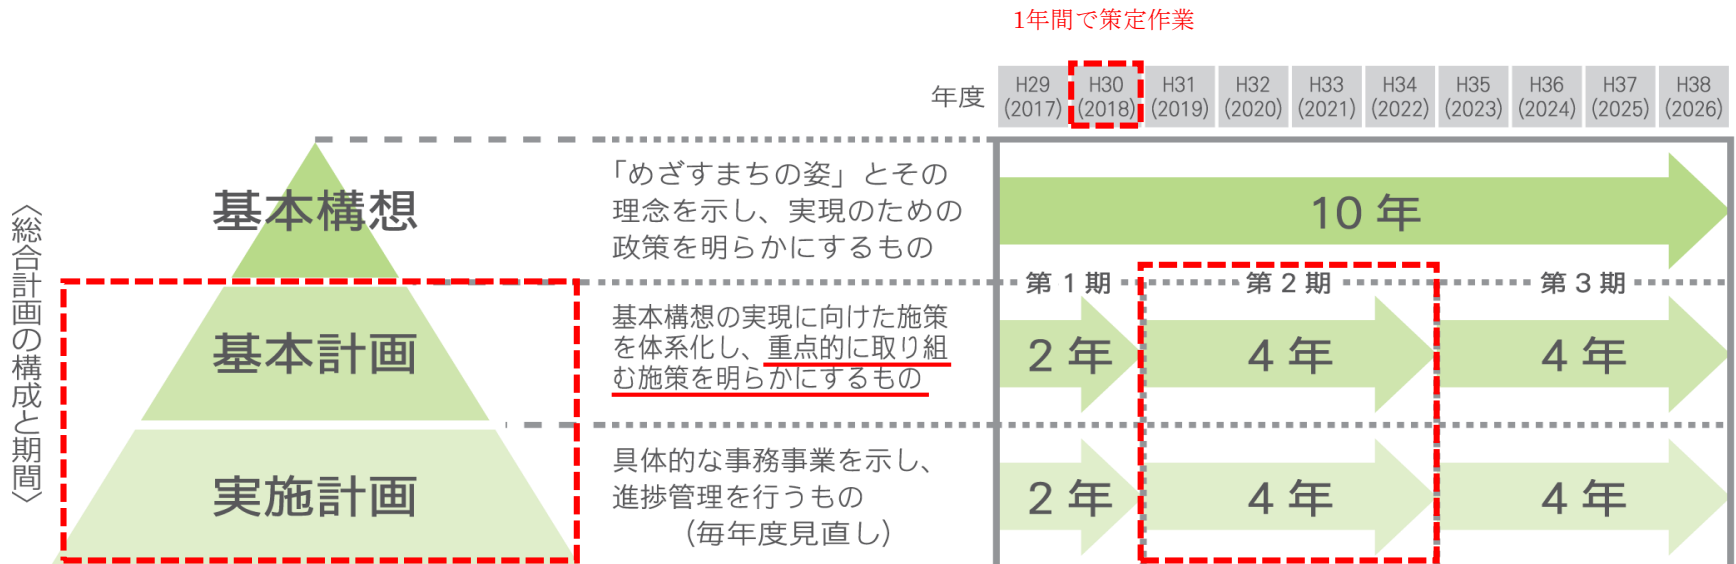 1年間で策定作業
年度
H29 H30 H31 H32 H33 H34 H35 H36 H37 H38
(2017) (2018) (2019) (2020) (2021) (2022) (2023) (2024) (2025) (2026)
〈総合計画の構成と期間〉
基本構想
「めざすまちの姿」とその
理念を示し、実現のための
政策を明らかにするもの
10 年
第 1 期 第 2 期 第 3 期
基本計画
基本構想の実現に向けた施策
を体系化し、重点的に取り組
む施策を明らかにするもの
2 年 4 年 4 年
実施計画
具体的な事務事業を示し、
進捗管理を行うもの
(毎年度見直し)
2 年 4 年 4 年